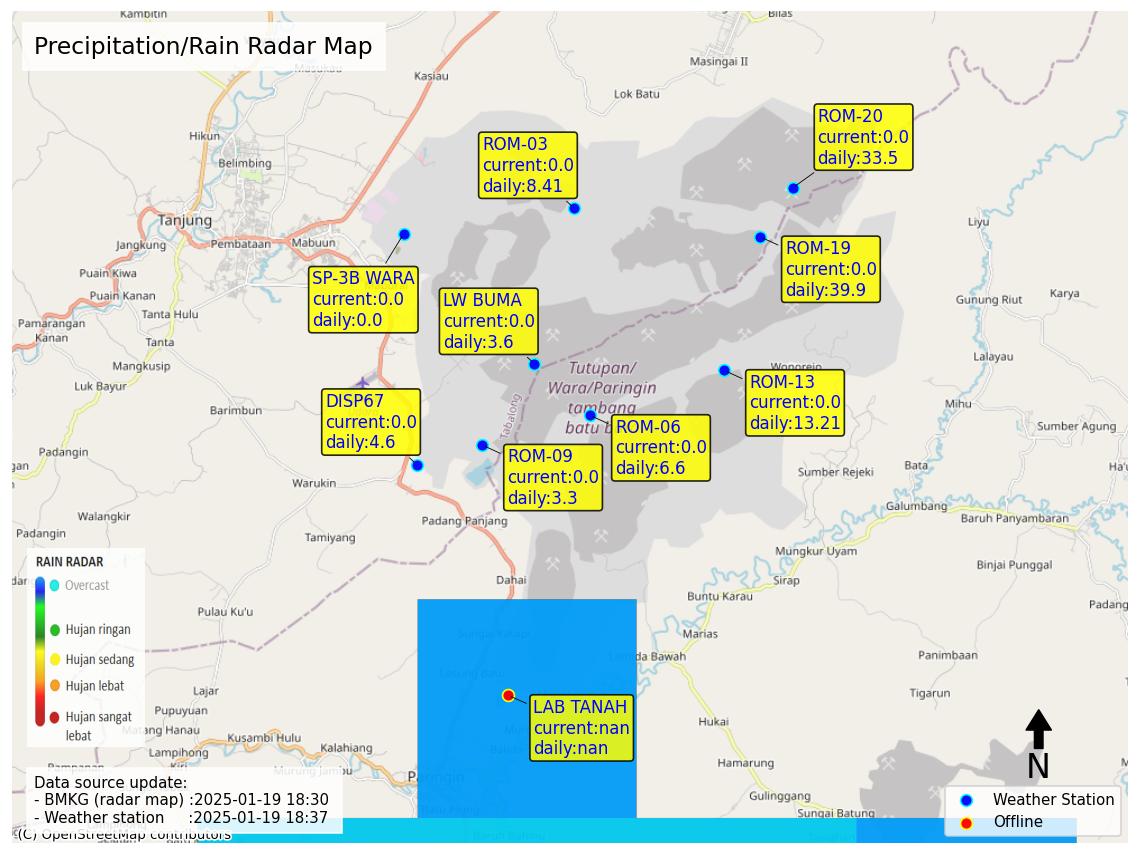 Kambitin
Bilas
Precipitation/Rain Radar Map
Masukau
Kasiau
Masingai II
Lok Batu
Hikun
Belimbing
ROM-03
current:0.0
daily:8.41
ROM-20
current:0.0
daily:33.5
Tanjung
Jangkung
Pembataan
Mabuun
Liyu
Puain Kiwa
Puain Kanan
SP-3B WARA
current:0.0
daily:0.0
ROM-19
current:0.0
daily:39.9
LW BUMA
current:0.0
daily:3.6
Gunung Riut
Karya
Pamarangan
Kanan
Tanta Hulu
Tanta
Mangkusip
Luk Bayur
Barimbun
Tutupan/
Wara/Paringin
tambang
batu b
Tabalong
Wonorejo
Lalayau
Mihu
ROM-13
current:0.0
daily:13.21
DISP67
current:0.0
daily:4.6
ROM-06
current:0.0
daily:6.6
ROM-09
current:0.0
daily:3.3
Sumber Agung
Bata
Ha'u
gan
Sumber Rejeki
Warukin
Galumbang
Walangkir
Padangin
Padang Panjang
Baruh Panyambaran
Tamiyang
Mungkur Uyam
Binjai Punggal
Dahai
Sirap
Buntu Karau
Padang
RAIN RADAR
Overcast
Hujan ringan
Hujan sedang
Hujan lebat
Hujan sangat
lebat
Pulau Ku'u
Marias
Lamida Bawah
Panimbaan
Lajar
Pupuyuan
Matang Hanau
Lampihong
Kusambi Hulu
Kalahiang
Murung Jambu
Tigarun
LAB TANAH
current:nan
daily:nan
Hukai
Hamarung
Paringin
Gulinggang
Sungai Batung
N
Data source update:
- BMKG (radar map) :2025-01-19 18:30
- Weather station :2025-01-19 18:37
(C) OpenStreetMap contributors
Weather Station
Offline